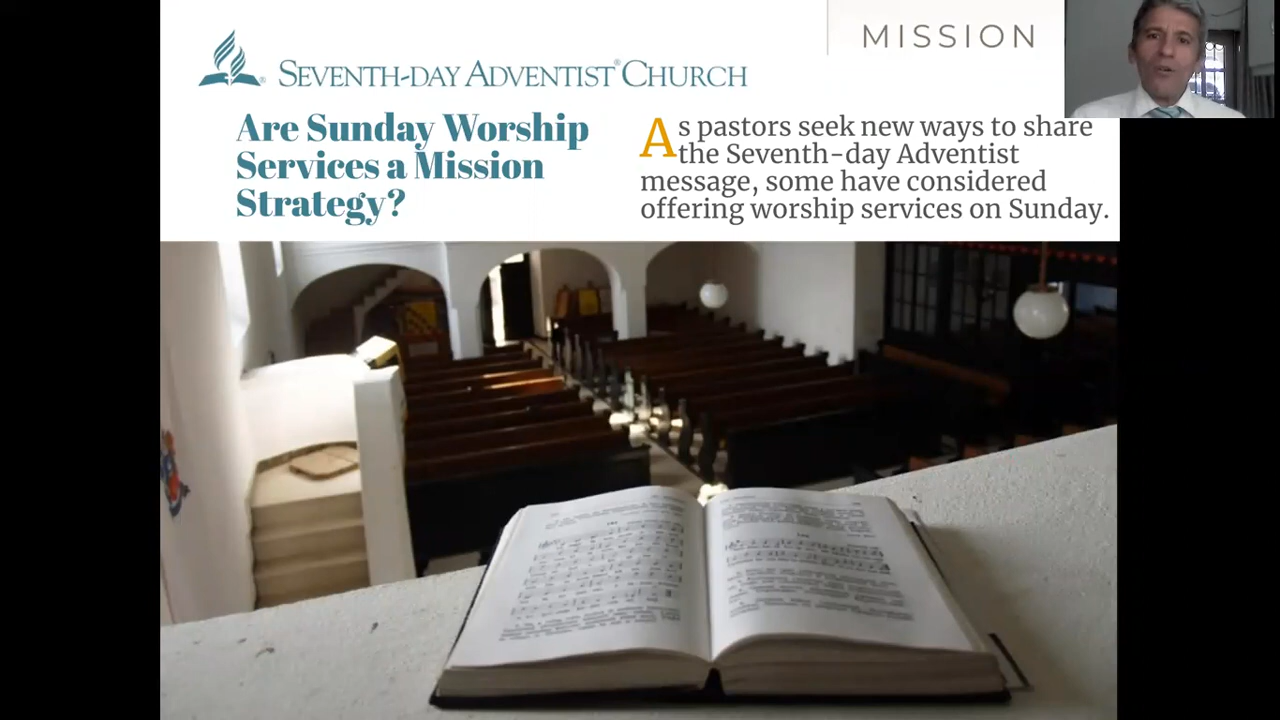 MISSION
SEVENTH-DAY ADVENTIST® CHURCH
Are Sunday Worship
Services a Mission
Strategy?
As pastors seek new ways to share
the Seventh-day Adventist
message, some have considered
offering worship services on Sunday.